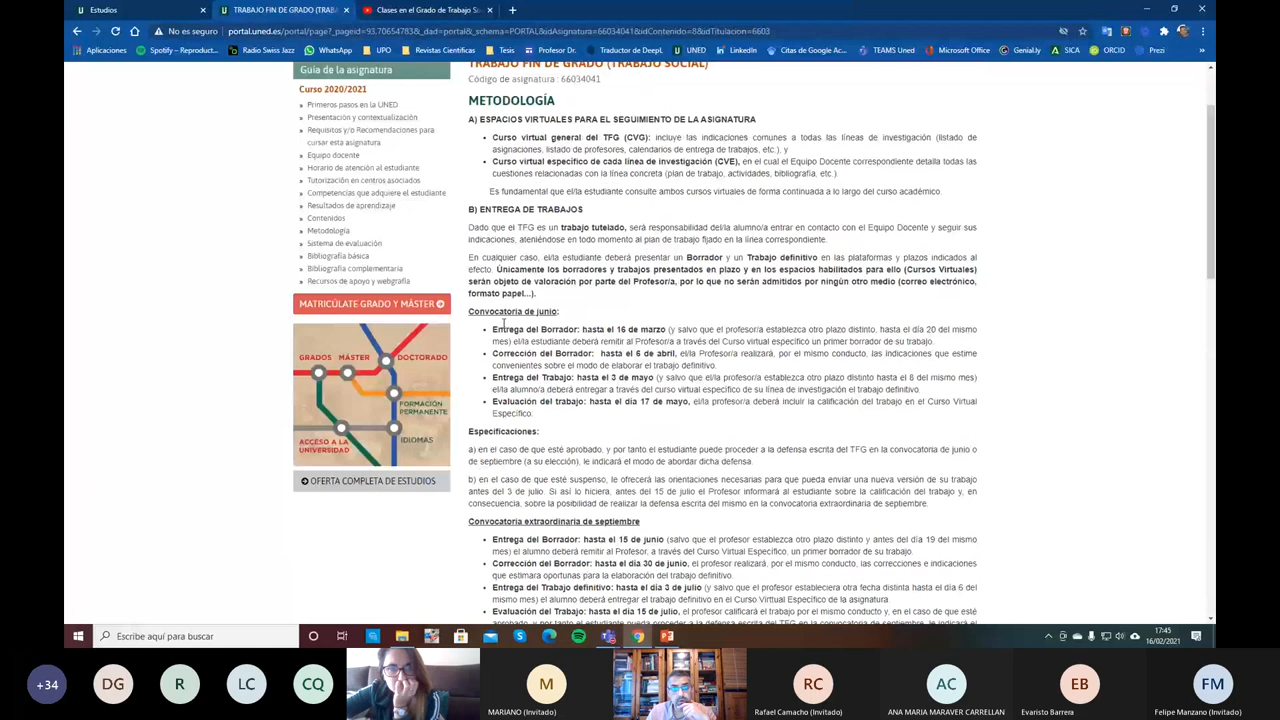 Estudios
TRABAJO FIN DE GRADO (TRABA
Clases en el Grado de Trabajo So
No es seguro
portal.uned.es/portal/page?_pageid=93,70654783&_dad=portal&_schema=PORTAL&idAsignatura=66034041&idContenido=8&idTitulacion=6603
Aplicaciones
Spotify – Reproduct...
Radio Swiss Jazz
WhatsApp
UPO
Revistas Científicas
Tesis
Traductor de DeepL
UNED
LinkedIn
Citas de Google Ac...
TEAMS Uned
Microsoft Office
Genial.ly
SICA
ORCID
Prezi
Guía de la asignatura
Curso 2020/2021
» Primeros pasos en la UNED
» Presentación y contextualización
» Requisitos y/o Recomendaciones para
cursar esta asignatura
» Equipo docente
» Horario de atención al estudiante
» Tutorización en centros asociados
» Competencias que adquiere el estudiante
» Resultados de aprendizaje
» Contenidos
» Metodología
» Sistema de evaluación
» Bibliografía básica
» Bibliografía complementaria
» Recursos de apoyo y webgrafía
MATRICÚLATE GRADO Y MÁSTER
GRADOS
MÁSTER
DOCTORADO
FORMACIÓN
PERMANENTE
ACCESO A LA
UNIVERSIDAD
IDIOMAS
OFERTA COMPLETA DE ESTUDIOS
TRABAJO FIN DE GRADO (TRABAJO SOCIAL)
Código de asignatura : 66034041
METODOLOGÍA
A) ESPACIOS VIRTUALES PARA EL SEGUIMIENTO DE LA ASIGNATURA
• Curso virtual general del TFG (CVG): incluye las indicaciones comunes a todas las líneas de investigación (listado de
asignaciones, listado de profesores, calendarios de entrega de trabajos, etc.), y
• Curso virtual específico de cada línea de investigación (CVE), en el cual el Equipo Docente correspondiente detalla todas las
cuestiones relacionadas con la línea concreta (plan de trabajo, actividades, bibliografía, etc.).
Es fundamental que el/la estudiante consulte ambos cursos virtuales de forma continuada a lo largo del curso académico.
B) ENTREGA DE TRABAJOS
Dado que el TFG es un trabajo tutelado, será responsabilidad del/la alumno/a entrar en contacto con el Equipo Docente y seguir sus
indicaciones, ateniéndose en todo momento al plan de trabajo fijado en la línea correspondiente.
En cualquier caso, el/la estudiante deberá presentar un Borrador y un Trabajo definitivo en las plataformas y plazos indicados al
efecto. Únicamente los borradores y trabajos presentados en plazo y en los espacios habilitados para ello (Cursos Virtuales)
serán objeto de valoración por parte del Profesor/a, por lo que no serán admitidos por ningún otro medio (correo electrónico,
formato papel...).
Convocatoria de junio:
• Entrega del Borrador: hasta el 16 de marzo (y salvo que el profesor/a establezca otro plazo distinto, hasta el día 20 del mismo
mes) el/la estudiante deberá remitir al Profesor/a a través del Curso virtual específico un primer borrador de su trabajo.
• Corrección del Borrador: hasta el 6 de abril, el/la Profesor/a realizará, por el mismo conducto, las indicaciones que estime
convenientes sobre el modo de elaborar el trabajo definitivo.
• Entrega del Trabajo: hasta el 3 de mayo (y salvo que el/la profesor/a establezca otro plazo distinto hasta el 8 del mismo mes)
el/la alumno/a deberá entregar a través del curso virtual específico de su línea de investigación el trabajo definitivo.
• Evaluación del trabajo: hasta el día 17 de mayo, el/la profesor/a deberá incluir la calificación del trabajo en el Curso Virtual
Específico.
Especificaciones:
a) en el caso de que esté aprobado, y por tanto el estudiante puede proceder a la defensa escrita del TFG en la convocatoria de junio o
de septiembre (a su elección), le indicará el modo de abordar dicha defensa.
b) en el caso de que esté suspenso, le ofrecerá las orientaciones necesarias para que pueda enviar una nueva versión de su trabajo
antes del 3 de julio. Si así lo hiciera, antes del 15 de julio el Profesor informará al estudiante sobre la calificación del trabajo y, en
consecuencia, sobre la posibilidad de realizar la defensa escrita del mismo en la convocatoria extraordinaria de septiembre.
Convocatoria extraordinaria de septiembre
• Entrega del Borrador: hasta el 15 de junio (salvo que el profesor establezca otro plazo distinto y antes del día 19 del mismo
mes) el alumno deberá remitir al Profesor, a través del Curso Virtual Específico, un primer borrador de su trabajo.
• Corrección del Borrador: hasta el día 30 de junio, el profesor realizará, por el mismo conducto, las correcciones e indicaciones
que estimara oportunas para la elaboración del trabajo definitivo.
• Entrega del Trabajo definitivo: hasta el día 3 de julio (y salvo que el profesor estableciera otra fecha distinta hasta el día 6 del
mismo mes) el alumno deberá entregar el trabajo definitivo en el Curso Virtual Específico de la asignatura.
• Evaluación del Trabajo: hasta el día 15 de julio, el profesor calificará el trabajo por el mismo conducto y, en el caso de que esté
Escribe aquí para buscar
17:45
16/02/2021
+34
DG
R
LC
CQ
M
MARIANO (Invitado)
RC
Rafael Camacho (Invitado)
AC
ANA MARIA MARAVER CARRELLAN
EB
Evaristo Barrera
FM
Felipe Manzano (Invitado)